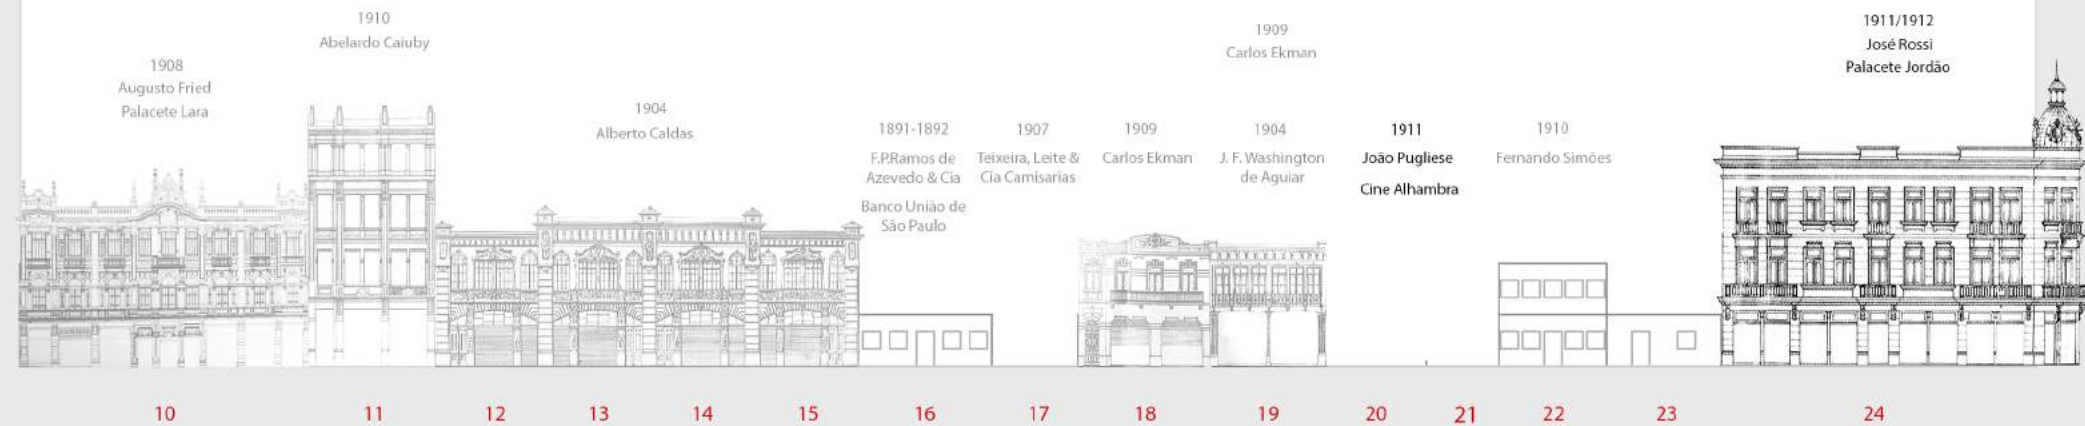 1908
Augusto Fried
Palacete Lara
1910
Abelardo Caiuby
1904
Alberto Caldas
1891-1892
F.P.Ramos de
Azevedo & Cia
Banco União de
São Paulo
1907
Teixeira, Leite &
Cia Camisarias
1909
Carlos Ekman
1909
Carlos Ekman
1904
J. F. Washington
de Aguiar
1911
João Pugliese
Cine Alhambra
1910
Fernando Simões
1911/1912
José Rossi
Palacete Jordão
10 11 12 13 14 15 16 17 18 19 20 21 22 23 24